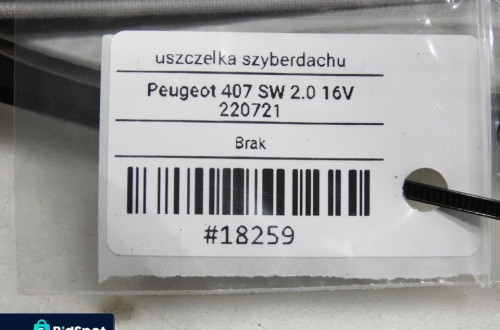 uszczelka szyberdachu
Peugeot 407 SW 2.0 16V
220721
Brak
#18259